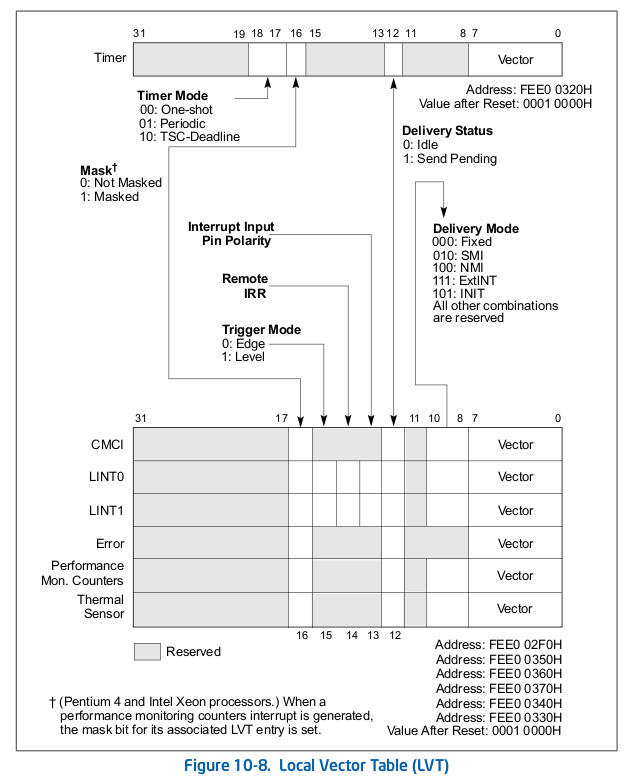 31 19 18 17 16 15 13 12 11 8 7 0
Timer Vector
Address: FEE0 0320H
Value after Reset: 0001 0000H
Timer Mode
00: One-shot
01: Periodic
10: TSC-Deadline
Delivery Status
0: Idle
1: Send Pending
Mask†
0: Not Masked
1: Masked
Interrupt Input
Pin Polarity
Delivery Mode
000: Fixed
010: SMI
100: NMI
111: ExtINT
101: INIT
All other combinations
are reserved
Remote
IRR
Trigger Mode
0: Edge
1: Level
31 17 11 10 8 7 0
CMCI Vector
LINT0 Vector
LINT1 Vector
Error Vector
Performance
Mon. Counters Vector
Thermal
Sensor Vector
16 15 14 13 12
Reserved
Address: FEE0 02F0H
Address: FEE0 0350H
Address: FEE0 0360H
Address: FEE0 0370H
Address: FEE0 0340H
Address: FEE0 0330H
Value After Reset: 0001 0000H
† (Pentium 4 and Intel Xeon processors.) When a
performance monitoring counters interrupt is generated,
the mask bit for its associated LVT entry is set.
Figure 10-8. Local Vector Table (LVT)